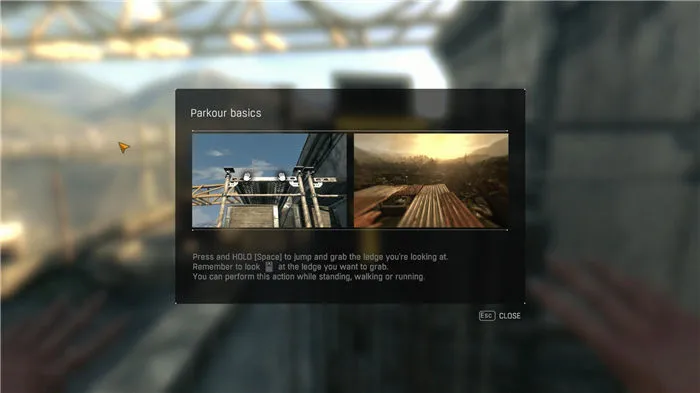 Parkour basics
Press and HOLD [Space] to jump and grab the ledge you're looking at.
Remember to look at the ledge you want to grab.
You can perform this action while standing, walking or running.
Esc CLOSE